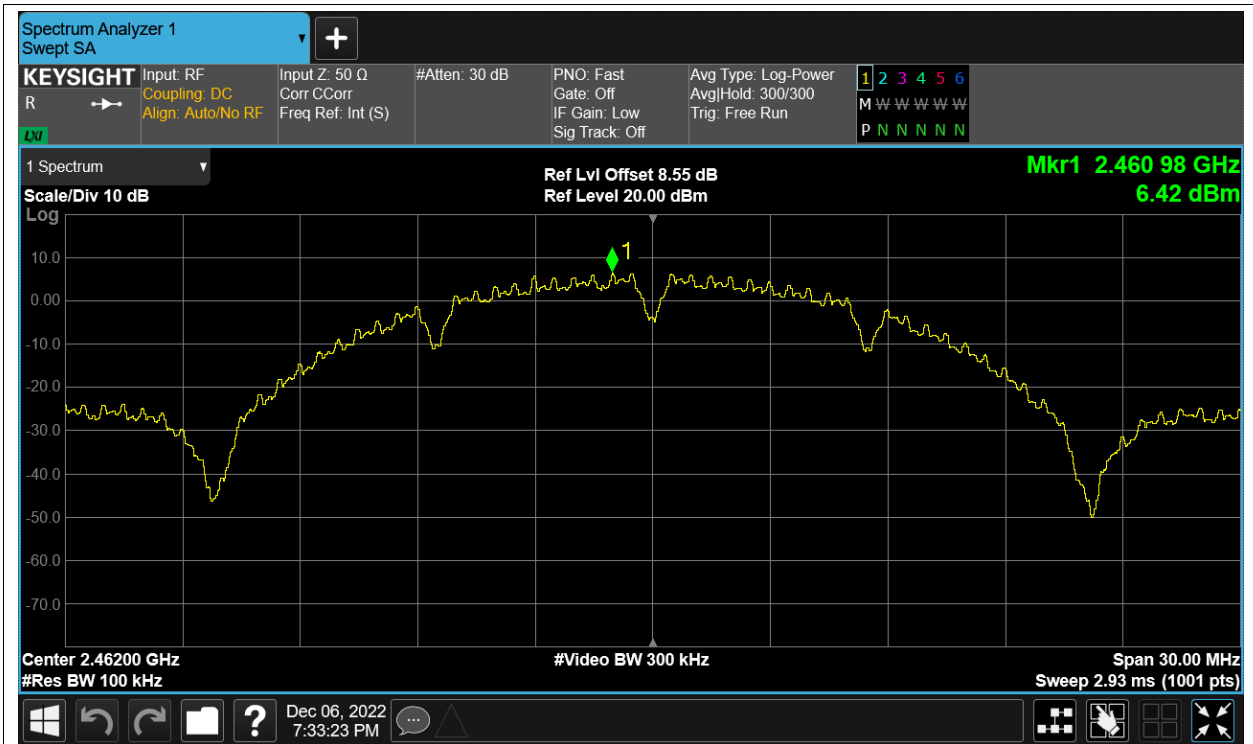 Spectrum Analyzer 1
Swept SA
+
KEYSIGHT
R
LXI
Input: RF
Coupling: DC
Align: Auto/No RF
Input Z: 50 Ω
Corr CCorr
Freq Ref: Int (S)
#Atten: 30 dB
PNO: Fast
Gate: Off
IF Gain: Low
Sig Track: Off
Avg Type: Log-Power
Avg|Hold: 300/300
Trig: Free Run
1 2 3 4 5 6
M W W W W W
P N N N N N
1 Spectrum
Scale/Div 10 dB
Log
Ref Lvl Offset 8.55 dB
Ref Level 20.00 dBm
Mkr1 2.460 98 GHz
6.42 dBm
1
10.0
0.00
-10.0
-20.0
-30.0
-40.0
-50.0
-60.0
-70.0
Center 2.46200 GHz
#Res BW 100 kHz
#Video BW 300 kHz
Span 30.00 MHz
Sweep 2.93 ms (1001 pts)
?
Dec 06, 2022
7:33:23 PM